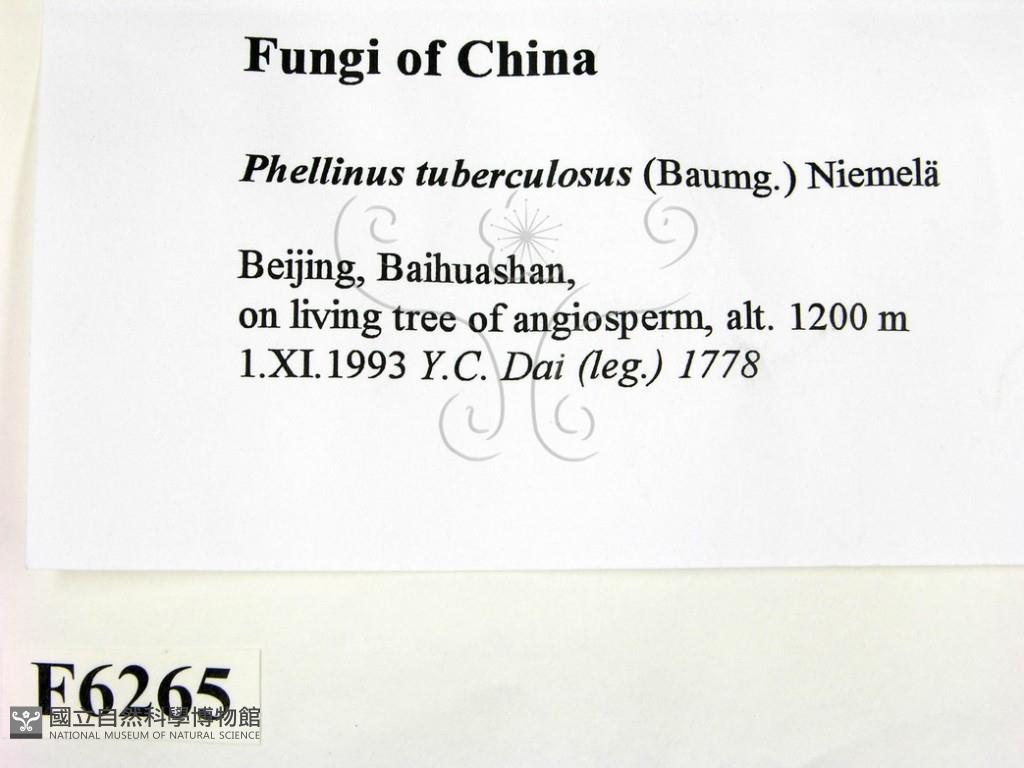 Fungi of China
Phellinus tuberculosus (Baumg.) Niemelä
Beijing, Baihuashan,
on living tree of angiosperm, alt. 1200 m
1.XI.1993 Y.C. Dai (leg.) 1778
F6265
國立自然科學博物館
NATIONAL MUSEUM OF NATURAL SCIENCE